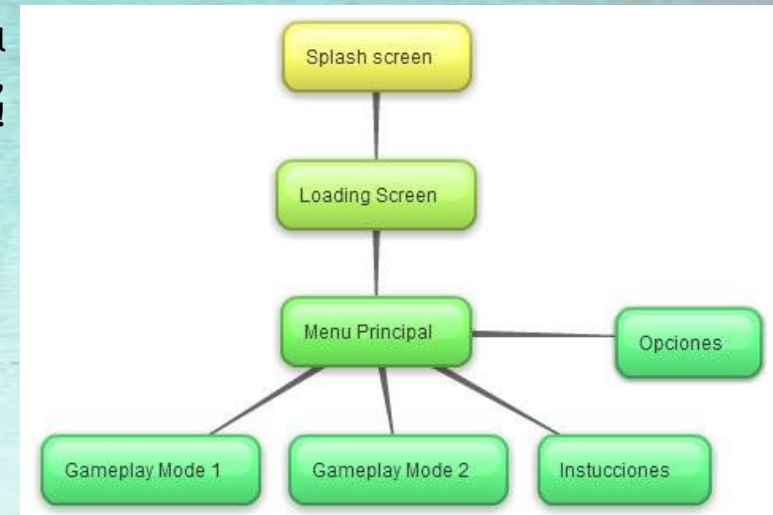 Splash screen
Loading Screen
Menu Principal
Opciones
Gameplay Mode 1
Gameplay Mode 2
Instucciones